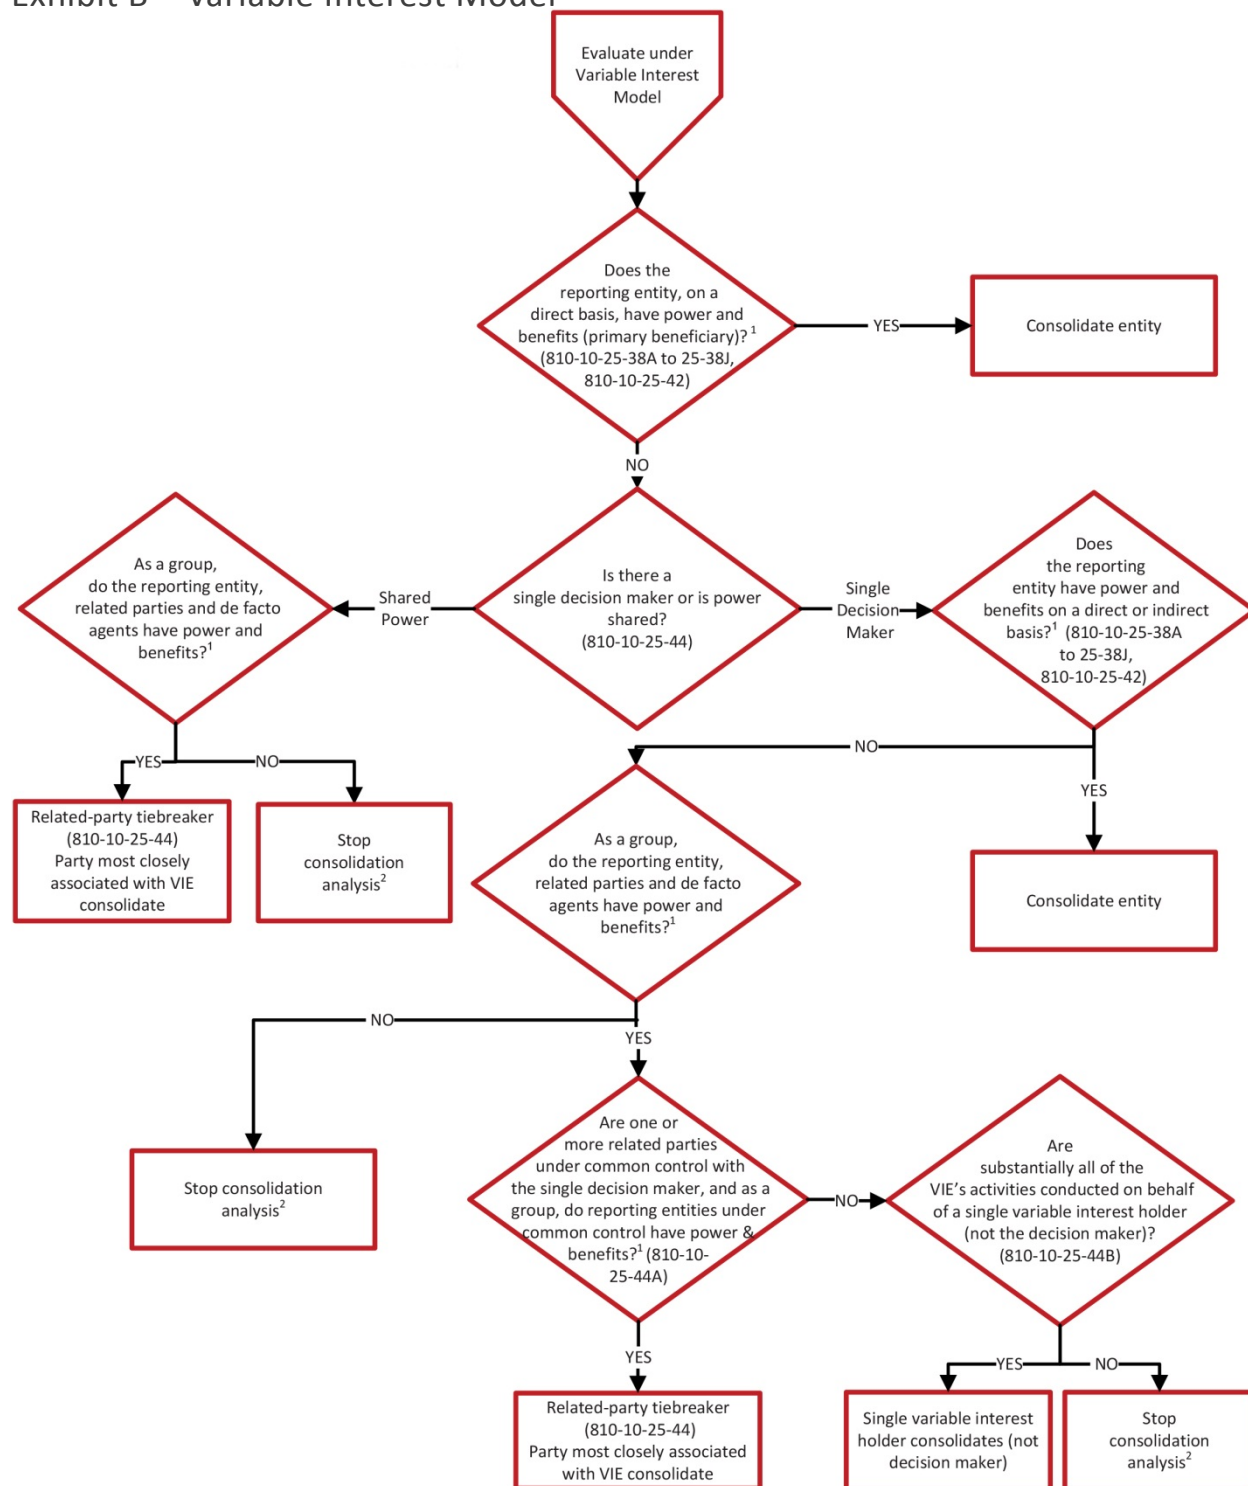 Exhibit B – Variable Interest Model
Evaluate under
Variable Interest
Model
Does the
reporting entity, on a
direct basis, have power and
benefits (primary beneficiary)? 1
(810-10-25-38A to 25-38J,
810-10-25-42)
YES
Consolidate entity
NO
As a group,
do the reporting entity,
related parties and de facto
agents have power and
benefits?1
Shared
Power
Is there a
single decision maker or is power
shared?
(810-10-25-44)
Single
Decision
Maker
Does
the reporting
entity have power and
benefits on a direct or indirect
basis?1 (810-10-25-38A
to 25-38J,
810-10-25-42)
YES
NO
NO
YES
Related-party tiebreaker
(810-10-25-44)
Party most closely
associated with VIE
consolidate
Stop
consolidation
analysis2
As a group,
do the reporting entity,
related parties and de facto
agents have power and
benefits?1
Consolidate entity
NO
YES
Stop consolidation
analysis2
Are one or
more related parties
under common control with
the single decision maker, and as a
group, do reporting entities under
common control have power &
benefits?1 (810-10-
25-44A)
NO
Are
substantially all of the
VIE's activities conducted on behalf
of a single variable interest holder
(not the decision maker)?
(810-10-25-44B)
YES
YES
NO
Related-party tiebreaker
(810-10-25-44)
Party most closely associated
with VIE consolidate
Single variable interest
holder consolidates (not
decision maker)
Stop
consolidation
analysis2